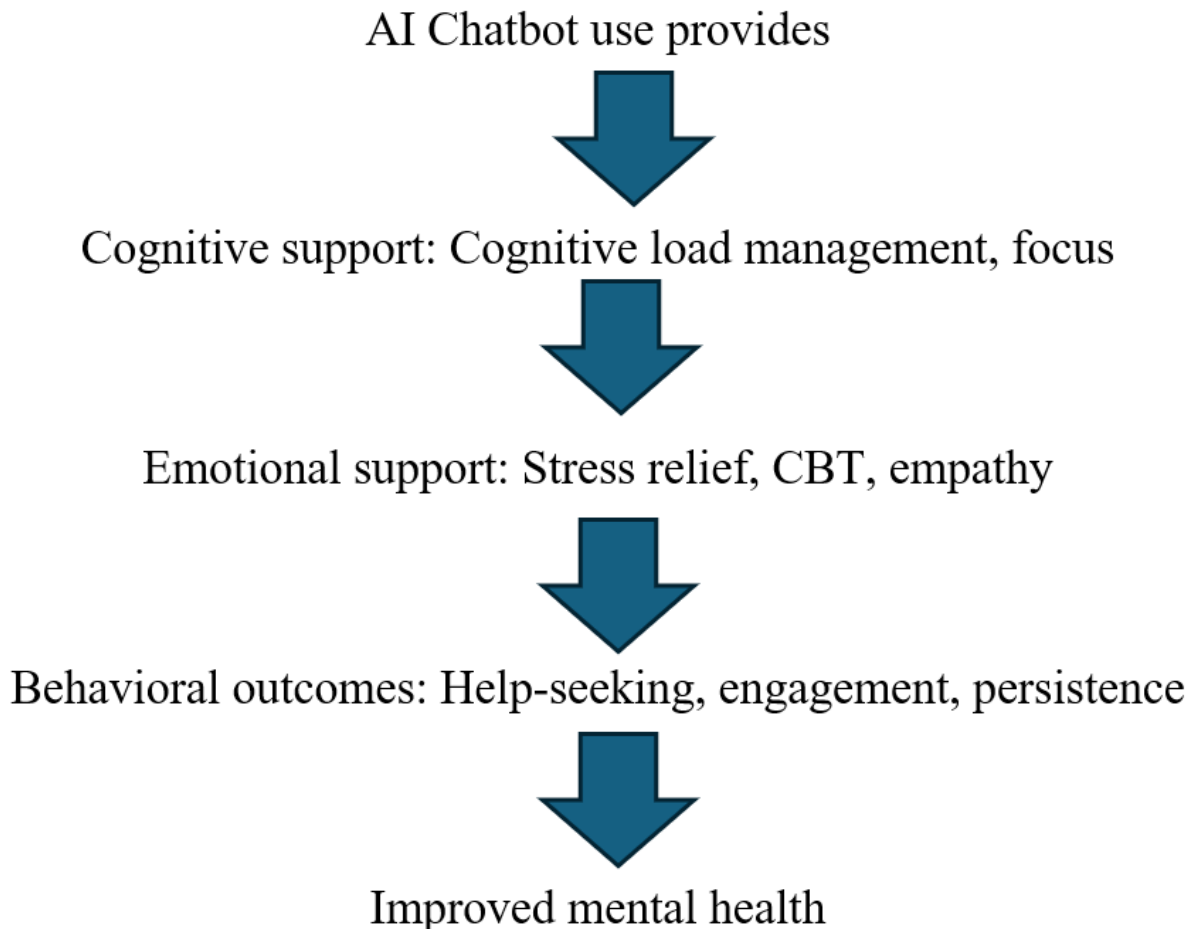 AI Chatbot use provides
Cognitive support: Cognitive load management, focus
Emotional support: Stress relief, CBT, empathy
Behavioral outcomes: Help-seeking, engagement, persistence
Improved mental health